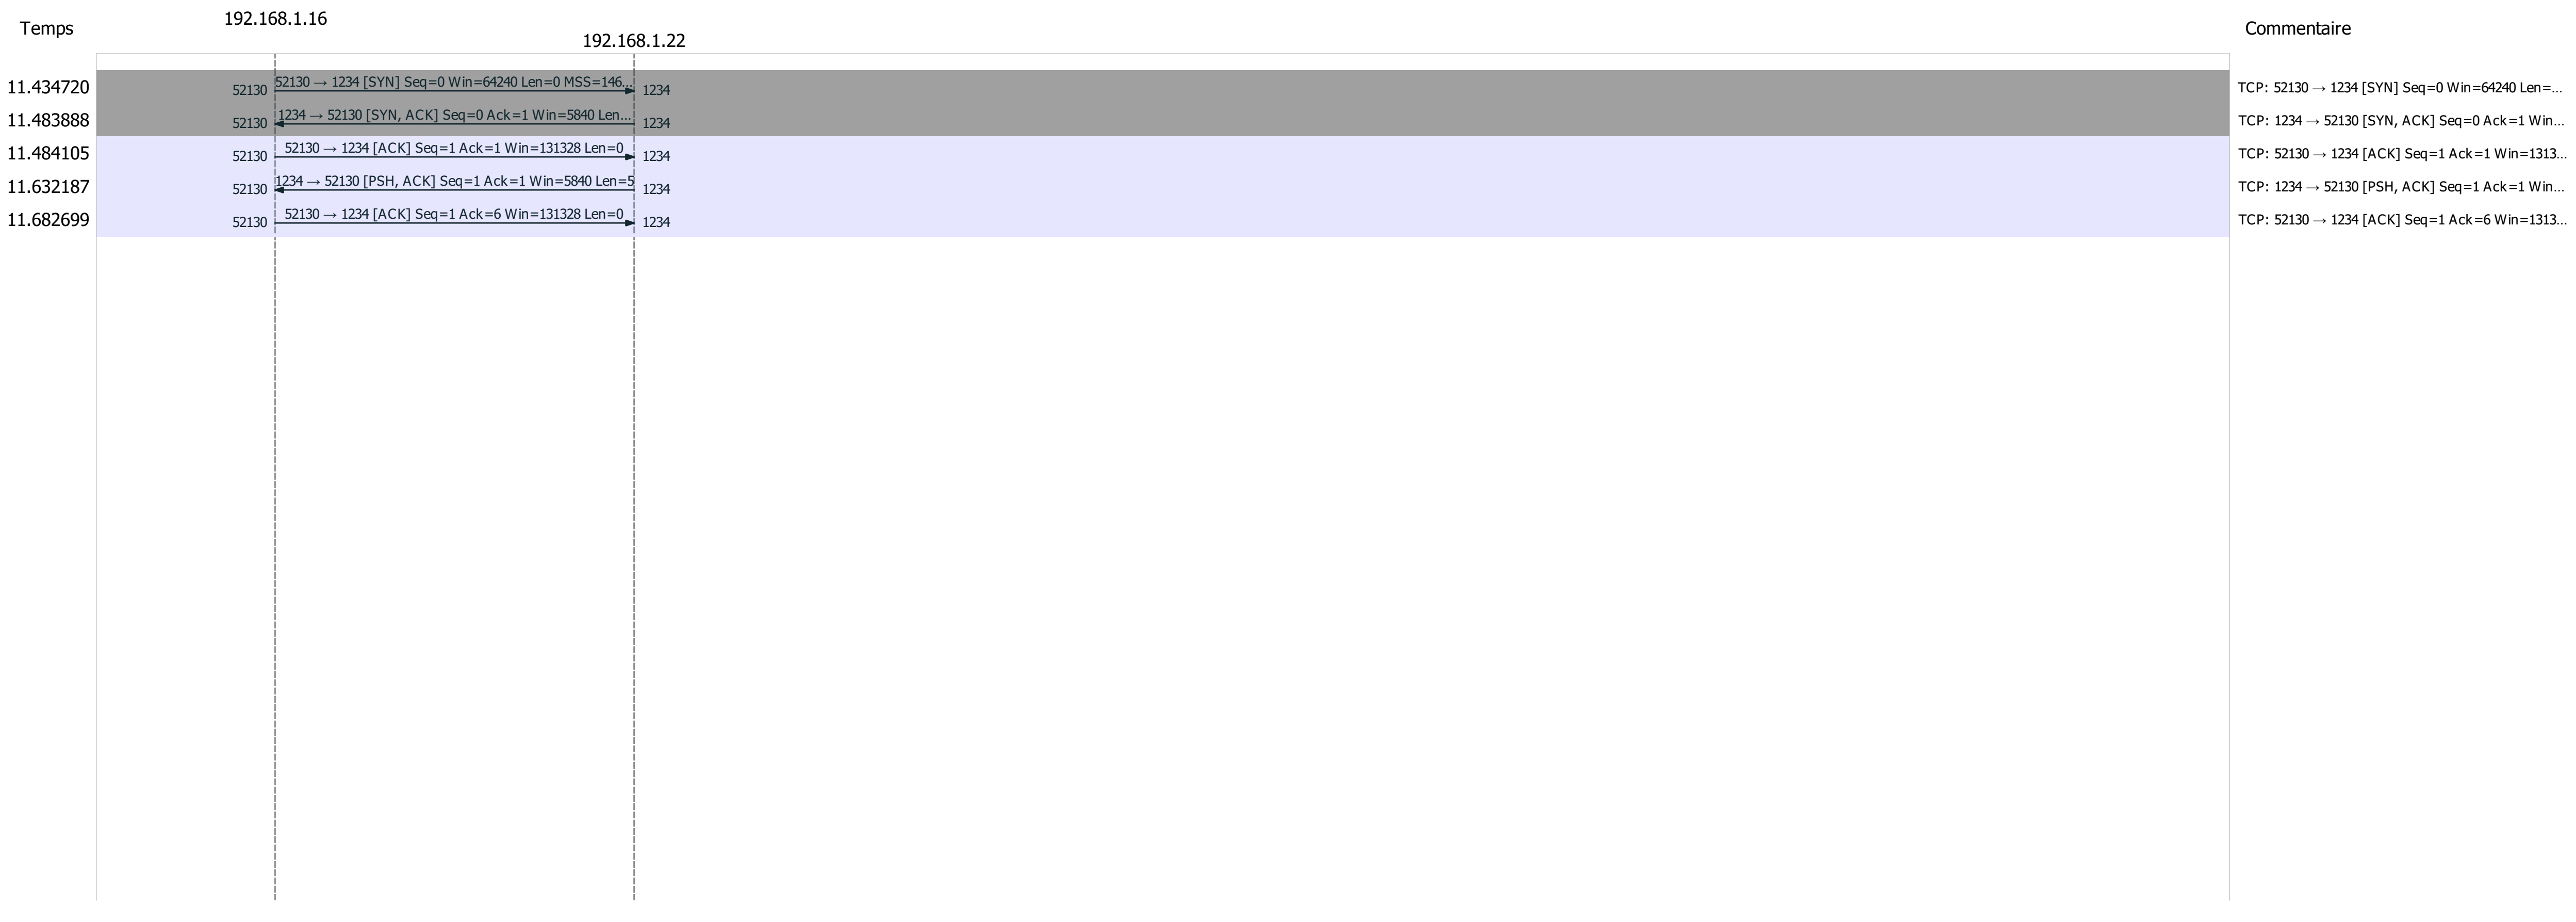 192.168.1.16
Temps
Commentaire
192.168.1.22
11.434720 52130 52130 → 1234 [SYN] Seq=0 Win=64240 Len=0 MSS=146... 1234 TCP: 52130 → 1234 [SYN] Seq=0 Win=64240 Len=...
11.483888 52130 1234 → 52130 [SYN, ACK] Seq=0 Ack=1 Win=5840 Len... 1234 TCP: 1234 → 52130 [SYN, ACK] Seq=0 Ack=1 Win...
11.484105 52130 52130 → 1234 [ACK] Seq=1 Ack=1 Win=131328 Len=0 1234 TCP: 52130 → 1234 [ACK] Seq=1 Ack=1 Win=1313...
11.632187 52130 1234 → 52130 [PSH, ACK] Seq=1 Ack=1 Win=5840 Len=5 1234 TCP: 1234 → 52130 [PSH, ACK] Seq=1 Ack=1 Win...
11.682699 52130 52130 → 1234 [ACK] Seq=1 Ack=6 Win=131328 Len=0 1234 TCP: 52130 → 1234 [ACK] Seq=1 Ack=6 Win=1313...